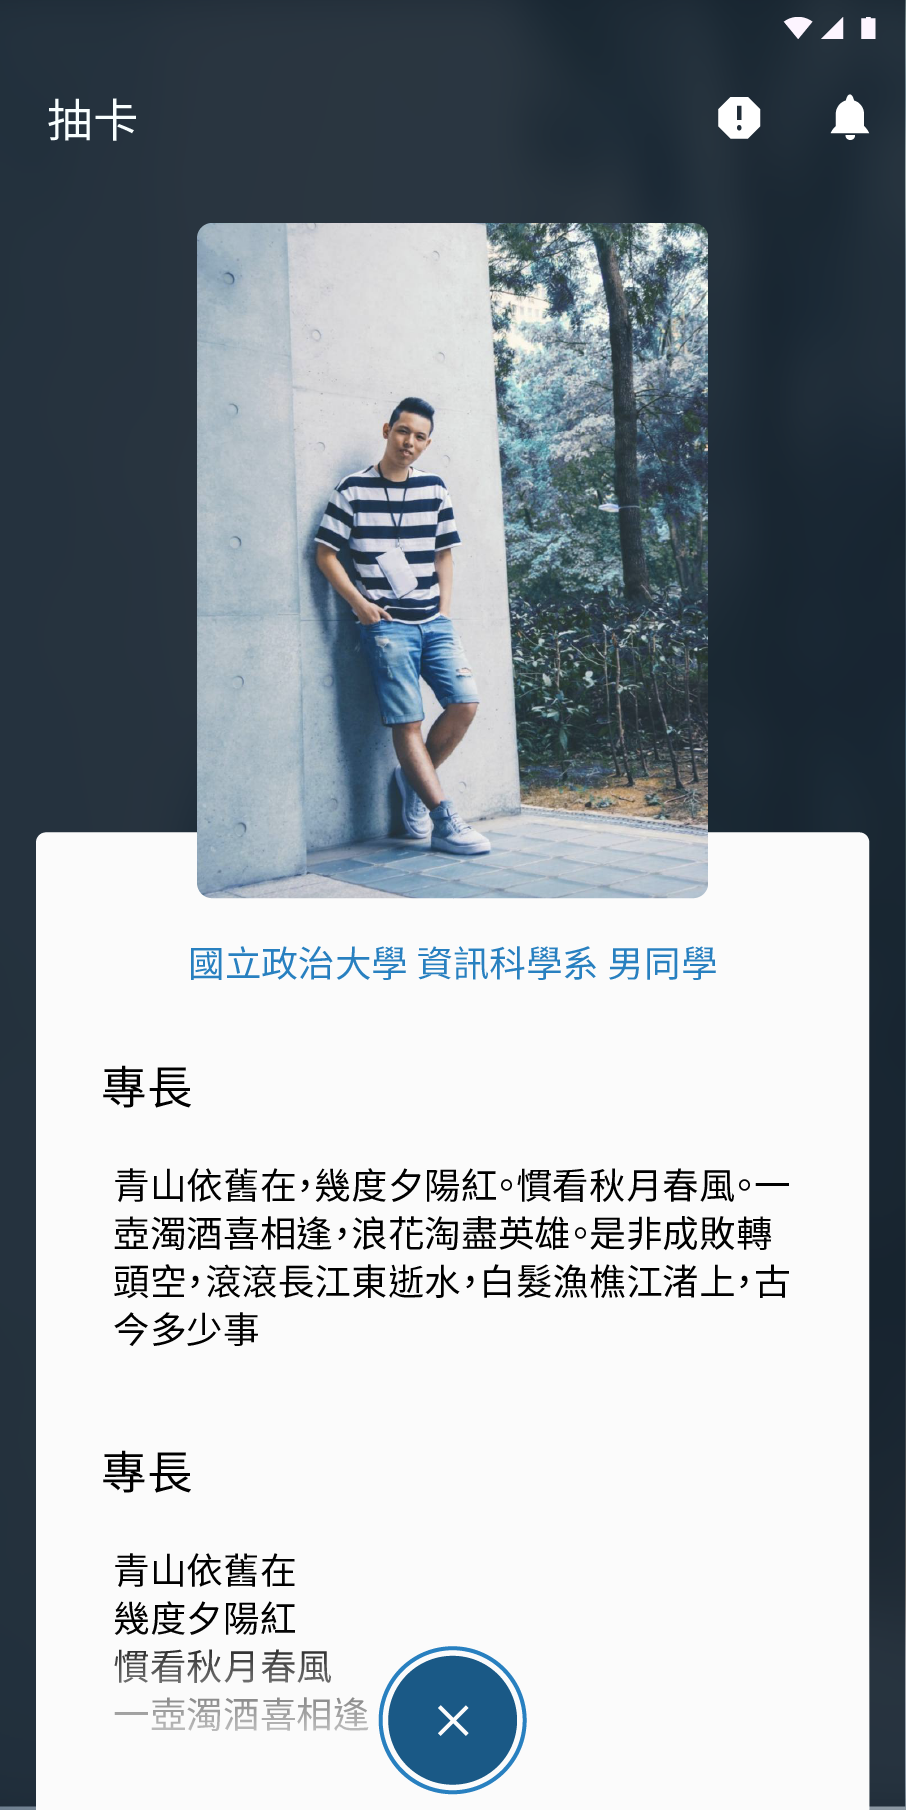 抽卡
國立政治大學 資訊科學系 男同學
專長
青山依舊在，幾度夕陽紅。慣看秋月春風。一
壺濁酒喜相逢，浪花淘盡英雄。是非成敗轉
頭空，滾滾長江東逝水，白髮漁樵江渚上，古
今多少事
專長
青山依舊在
幾度夕陽紅
慣看秋月春風
一壺濁酒喜相逢